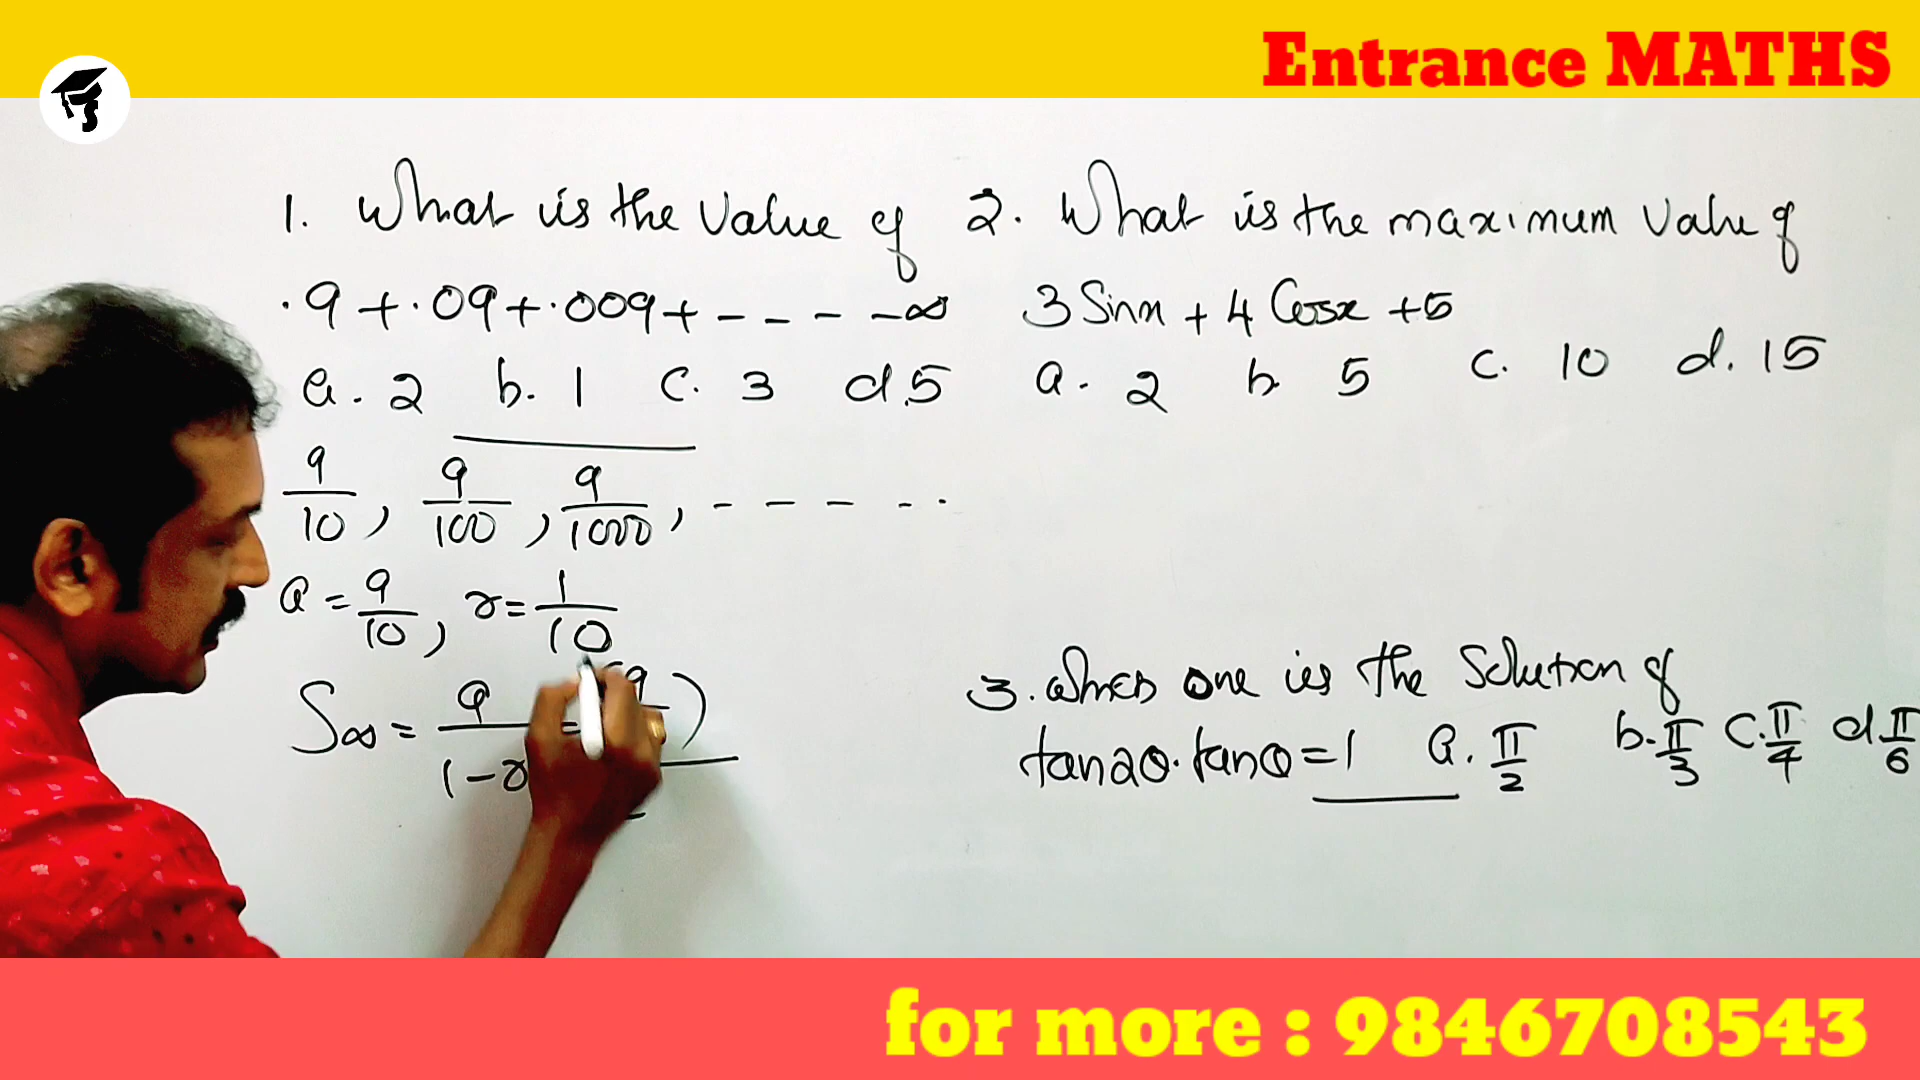 Entrance MATHS
1. What is the value of
.9 + .09 + .009 + - - - - ∞
a. 2 b. 1 c. 3 d. 5
9/10, 9/100, 9/1000, - - - - .
a = 9/10, r = 1/10
S∞ = a/1-r = (9
2. What is the maximum value of
3 Sinx + 4 Cosx + 5
a. 2 b 5 c. 10 d. 15
3. which one is the solution of
tan2θ.tanθ = 1 a. π/2 b. π/3 c. π/4 d π/6
for more : 9846708543